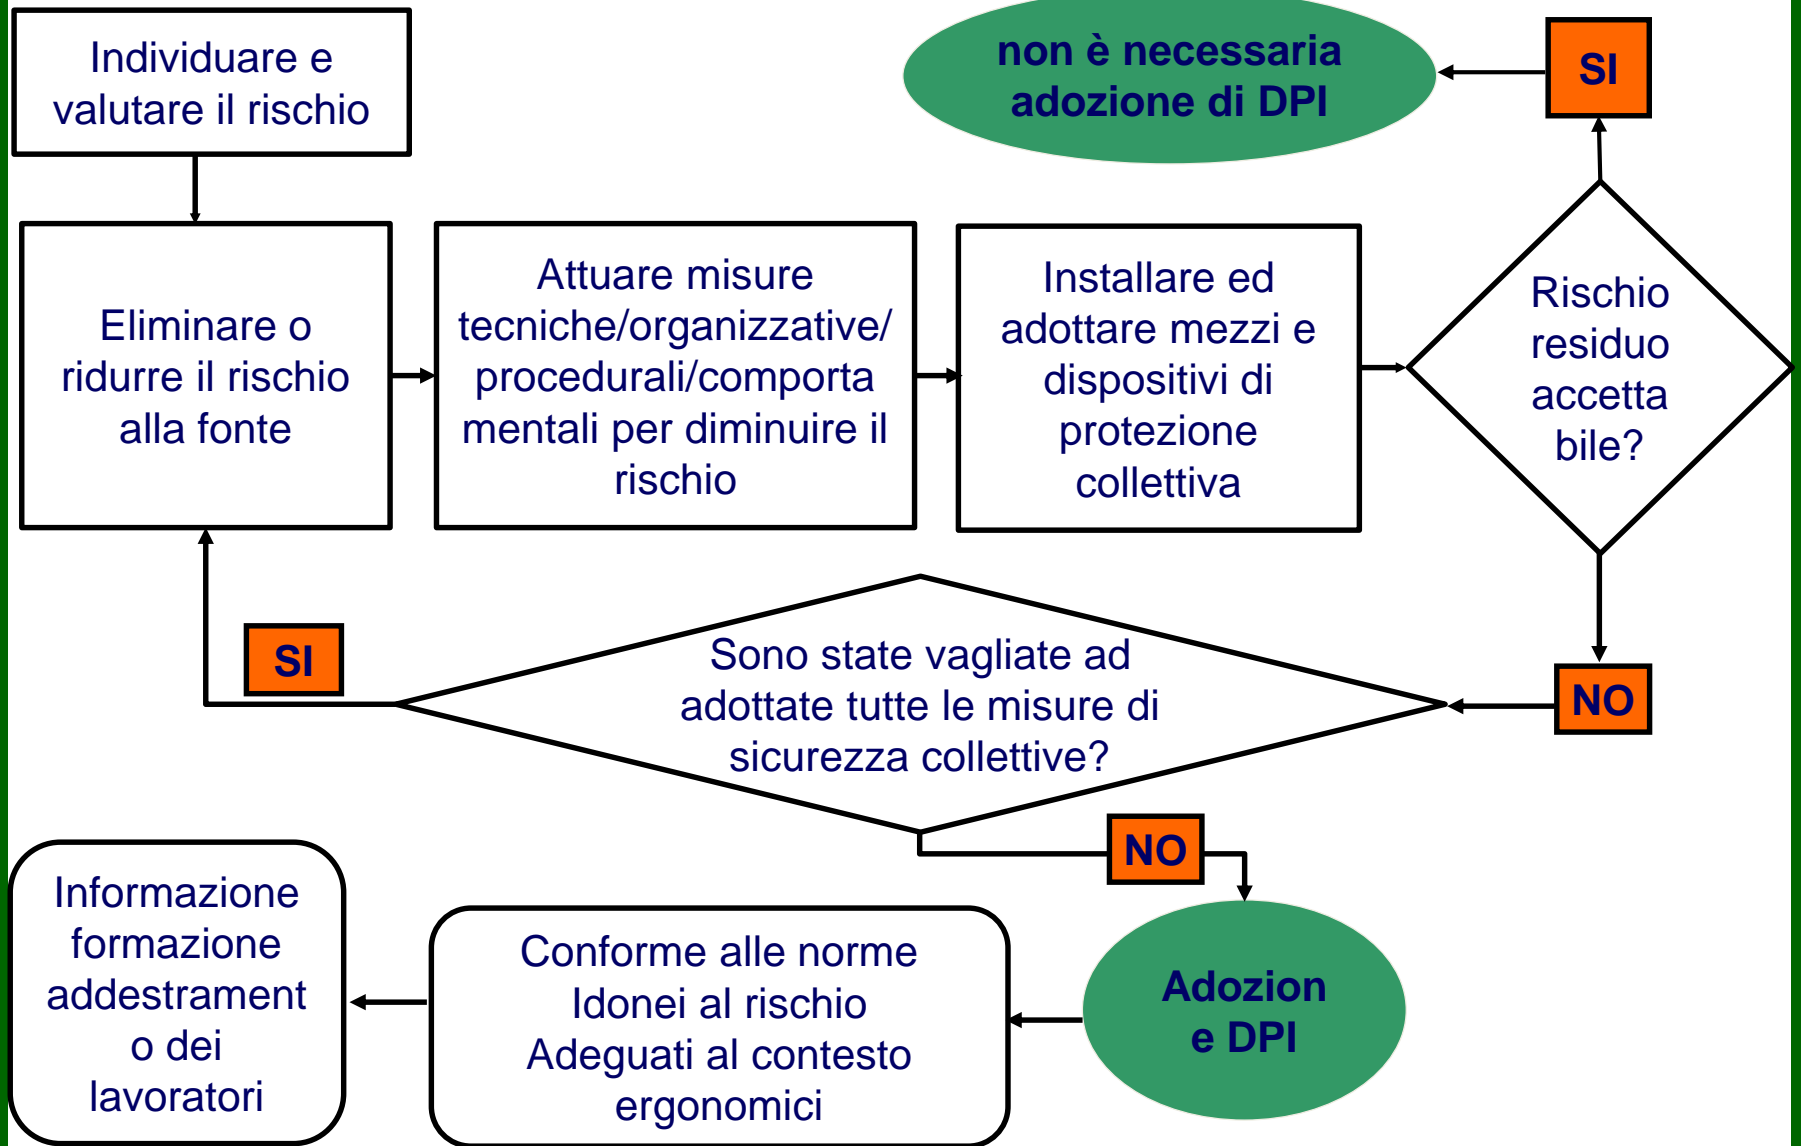 Individuare e
valutare il rischio
non è necessaria
adozione di DPI
SI
Eliminare o
ridurre il rischio
alla fonte
Attuare misure
tecniche/organizzative/
procedurali/comporta
mentali per diminuire il
rischio
Installare ed
adottare mezzi e
dispositivi di
protezione
collettiva
Rischio
residuo
accetta
bile?
SI
Sono state vagliate ad
adottate tutte le misure di
sicurezza collettive?
NO
NO
Informazione
formazione
addestrament
o dei
lavoratori
Conforme alle norme
Idonei al rischio
Adeguati al contesto
ergonomici
Adozion
e DPI